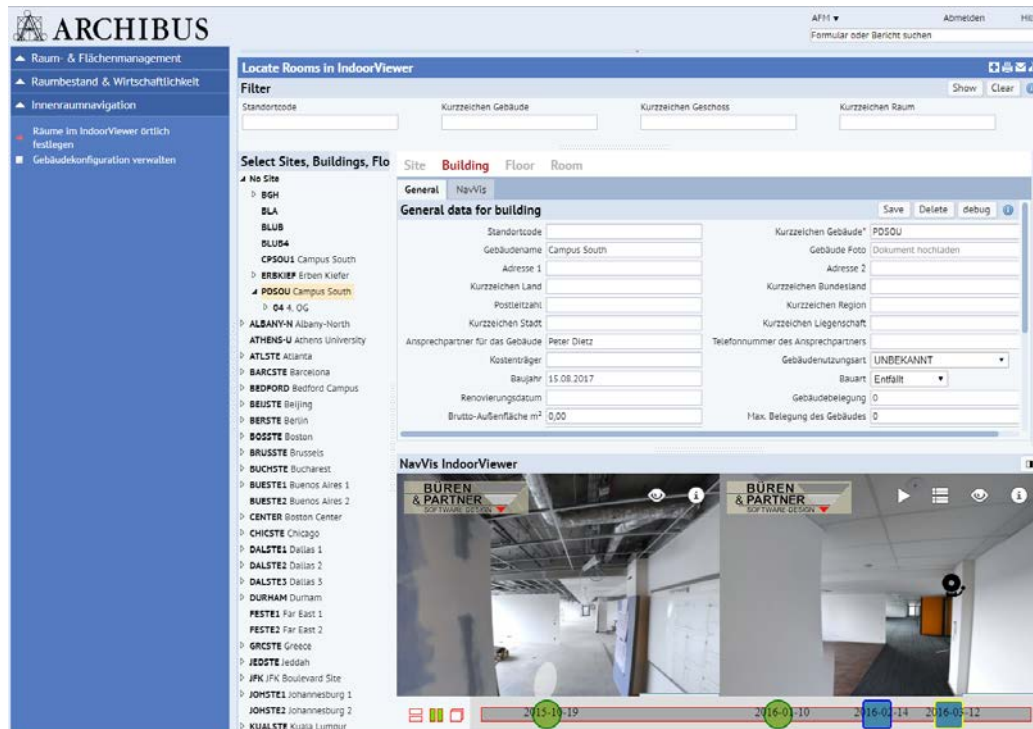 ARCHIBUS
AFM
Abmelden
Formular oder Bericht suchen
Raum- & Flächenmanagement
Raumbestand & Wirtschaftlichkeit
Innenraumnavigation
Räume im IndoorViewer örtlich
festlegen
Gebäudekonfiguration verwalten
Locate Rooms in IndoorViewer
Filter
Show Clear
Standortcode Kurzzeichen Gebäude Kurzzeichen Geschoss Kurzzeichen Raum
Select Sites, Buildings, Flo
No Site
BGH
BLA
BLUB
BLUB4
CPSOU1 Campus South
ERBKIEF Erben Kiefer
PDSOU Campus South
04 4. OG
ALBANY-N Albany-North
ATHENS-U Athens University
ATLSTE Atlanta
BARCSTE Barcelona
BEDFORD Bedford Campus
BEIJSTE Beijing
BERSTE Berlin
BOSSTE Boston
BRUSSTE Brussels
BUCHSTE Bucharest
BUESTE1 Buenos Aires 1
BUESTE2 Buenos Aires 2
CENTER Boston Center
CHICSTE Chicago
DALSTE1 Dallas 1
DALSTE2 Dallas 2
DALSTE3 Dallas 3
DURHAM Durham
FESTE1 Far East 1
FESTE2 Far East 2
GRCSTE Greece
JEDSTE Jeddah
JFK JFK Boulevard Site
JOHSTE1 Johannesburg 1
JOHSTE2 Johannesburg 2
KUALSTE Kuala Lumpur
Site Building Floor Room
General NavVis
General data for building
Save Delete debug
Standortcode
Kurzzeichen Gebäude* PDSOU
Gebäudename Campus South
Gebäude Foto Dokument hochladen
Adresse 1
Adresse 2
Kurzzeichen Land
Kurzzeichen Bundesland
Postleitzahl
Kurzzeichen Region
Kurzzeichen Stadt
Kurzzeichen Liegenschaft
Ansprechpartner für das Gebäude Peter Dietz
Telefonnummer des Ansprechpartners
Kostenträger
Gebäudenutzungsart UNBEKANNT
Baujahr 15.08.2017
Bauart Entfällt
Renovierungsdatum
Gebäudebelegung 0
Brutto-Außenfläche m² 0,00
Max. Belegung des Gebäudes 0
NavVis IndoorViewer
BÜREN
& PARTNER
SOFTWARE-DESIGN
BÜREN
& PARTNER
SOFTWARE-DESIGN
2015-10-19 2016-01-10 2016-02-14 2016-03-12